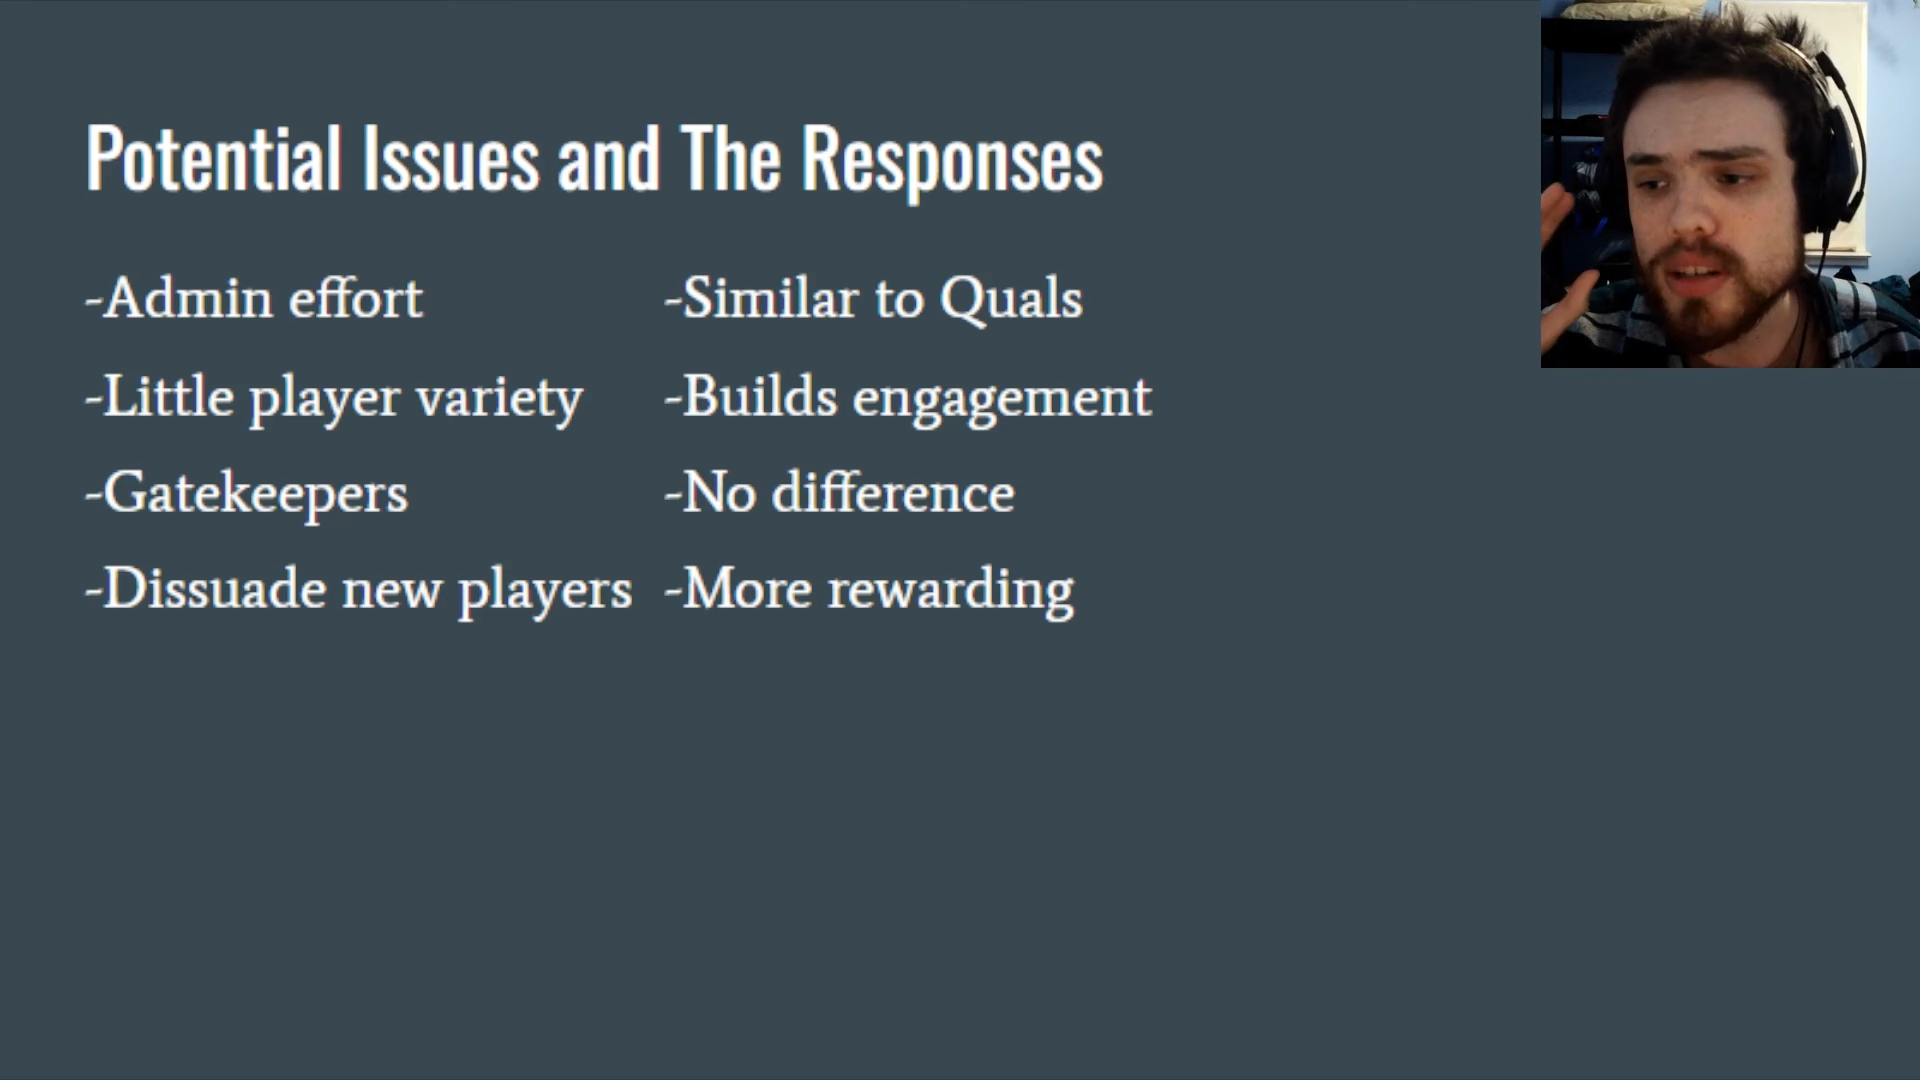 Potential Issues and The Responses
-Admin effort
-Similar to Quals
-Little player variety
-Builds engagement
-Gatekeepers
-No difference
-Dissuade new players
-More rewarding